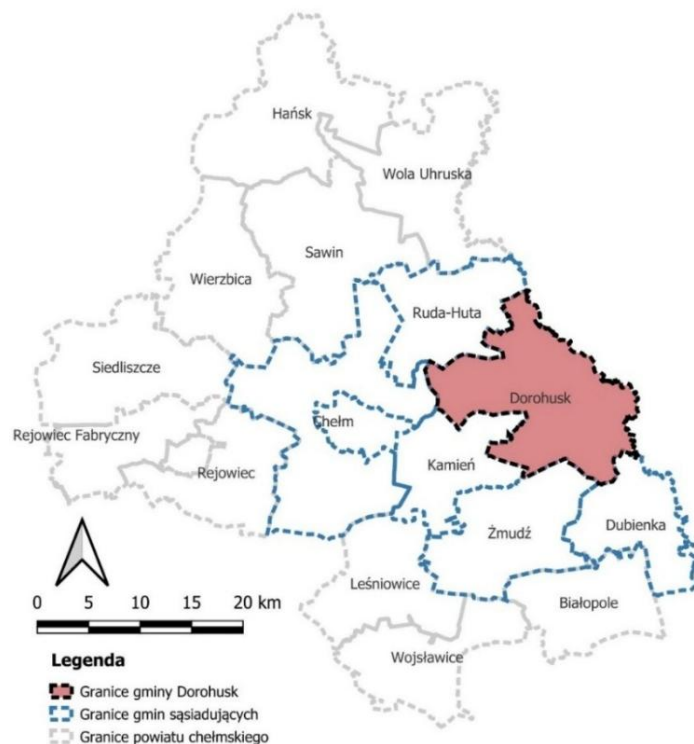 Hańsk
Wola Uhruska
Sawin
Wierzbica
Ruda-Huta
Siedliszcze
Dorohusk
Chełm
Rejowiec Fabryczny
Kamień
Rejowiec
Żmudź
Dubienka
Leśniowice
Białopole
Wojsławice
0 5 10 15 20 km
Legenda
Granice gminy Dorohusk
Granice gmin sąsiadujących
Granice powiatu chełmskiego